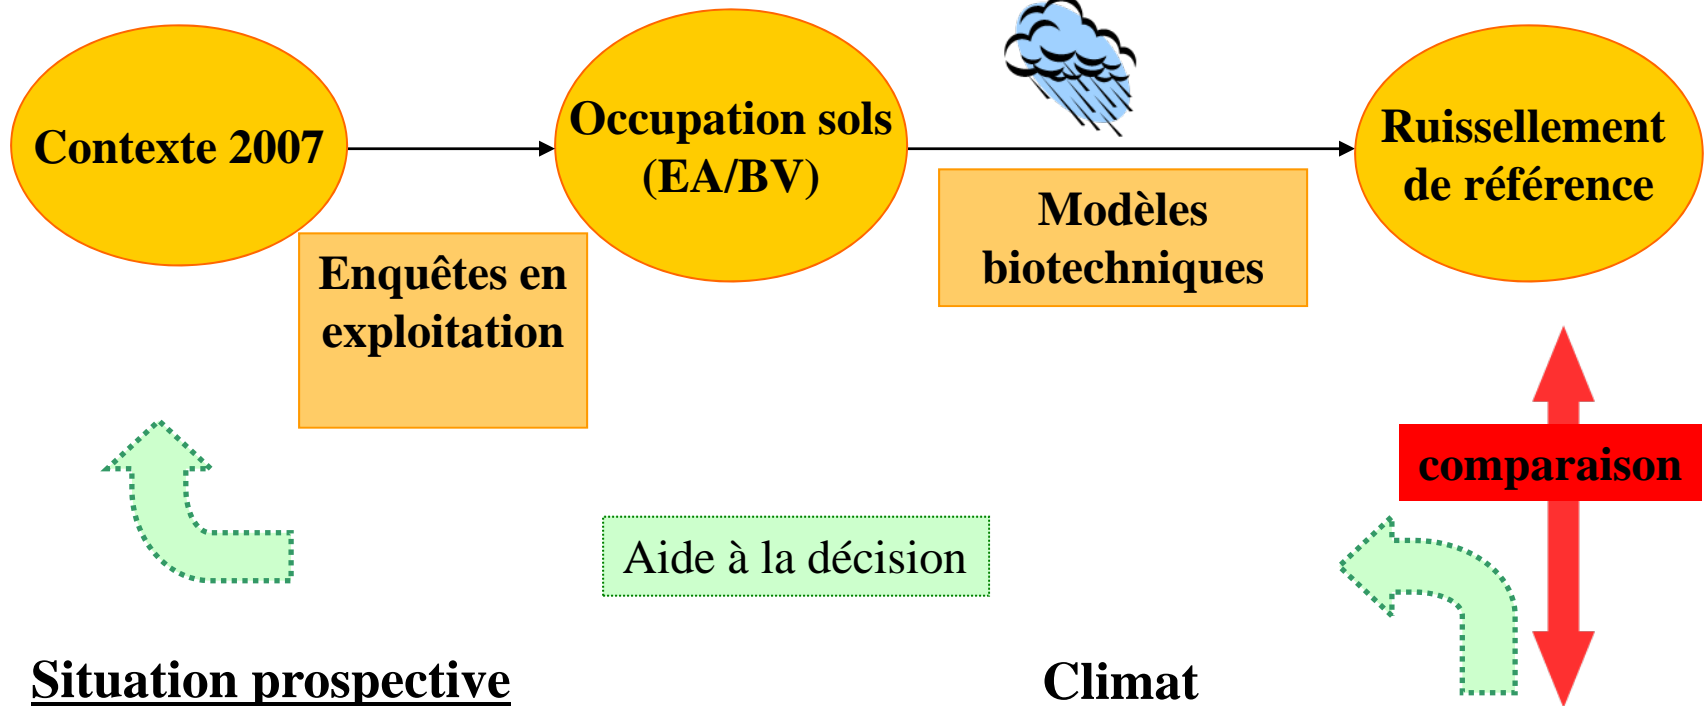 Contexte 2007
Occupation sols
(EA/BV)
Ruissellement
de référence
Enquêtes en
exploitation
Modèles
biotechniques
comparaison
Aide à la décision
Situation prospective
Climat